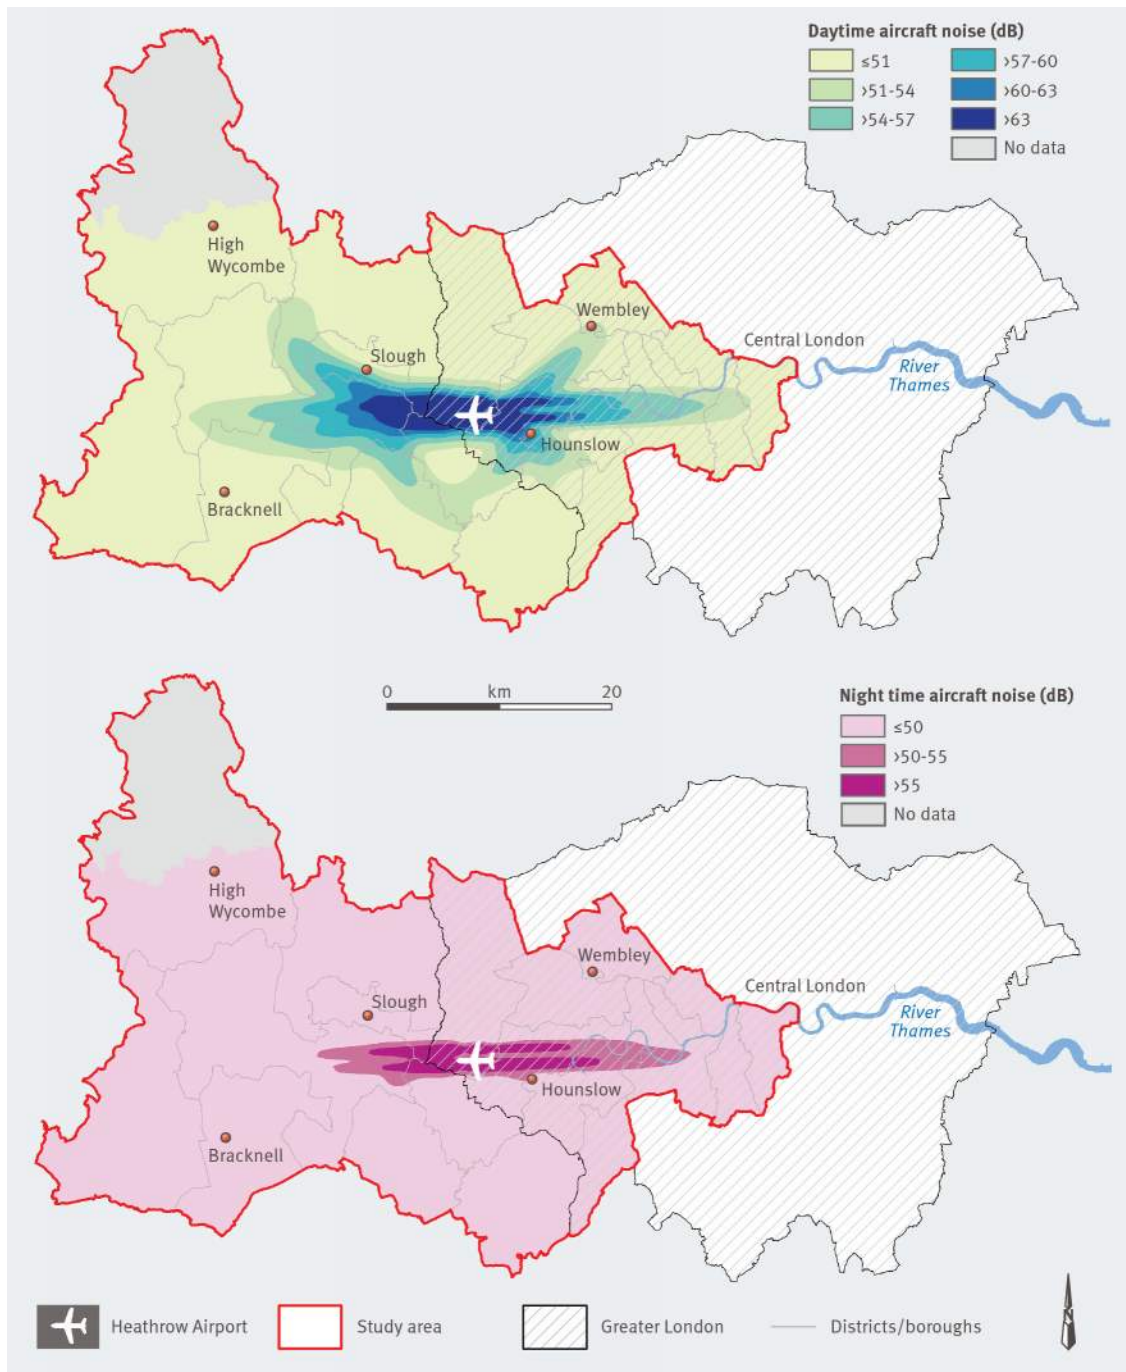 Daytime aircraft noise (dB)
≤51
›51-54
›54-57
›57-60
›60-63
›63
No data
High
Wycombe
Slough
Wembley
Central London
River
Thames
Hounslow
Bracknell
0 km 20
Night time aircraft noise (dB)
≤50
›50-55
›55
No data
High
Wycombe
Slough
Wembley
Central London
River
Thames
Hounslow
Bracknell
Heathrow Airport
Study area
Greater London
Districts/boroughs